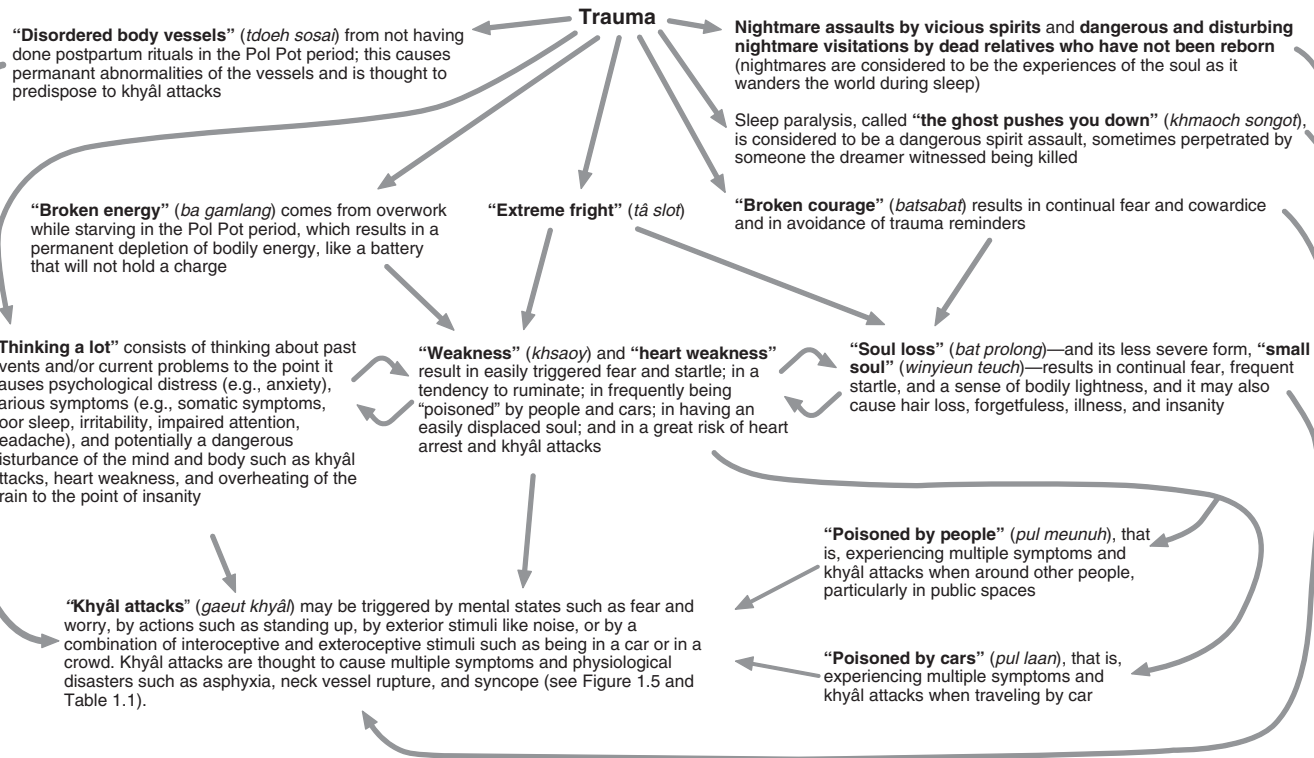 Trauma
“Disordered body vessels” (tdoeh sosai) from not having
done postpartum rituals in the Pol Pot period; this causes
permanant abnormalities of the vessels and is thought to
predispose to khyâl attacks
Nightmare assaults by vicious spirits and dangerous and disturbing
nightmare visitations by dead relatives who have not been reborn
(nightmares are considered to be the experiences of the soul as it
wanders the world during sleep)
Sleep paralysis, called “the ghost pushes you down” (khmaoch songot),
is considered to be a dangerous spirit assault, sometimes perpetrated by
someone the dreamer witnessed being killed
“Broken energy” (ba gamlang) comes from overwork
while starving in the Pol Pot period, which results in a
permanent depletion of bodily energy, like a battery
that will not hold a charge
“Extreme fright” (tâ slot)
“Broken courage” (batsabat) results in continual fear and cowardice
and in avoidance of trauma reminders
Thinking a lot” consists of thinking about past
vents and/or current problems to the point it
auses psychological distress (e.g., anxiety),
arious symptoms (e.g., somatic symptoms,
oor sleep, irritability, impaired attention,
eadache), and potentially a dangerous
isturbance of the mind and body such as khyâl
ttacks, heart weakness, and overheating of the
rain to the point of insanity
“Weakness” (khsaoy) and “heart weakness”
result in easily triggered fear and startle; in a
tendency to ruminate; in frequently being
“poisoned” by people and cars; in having an
easily displaced soul; and in a great risk of heart
arrest and khyâl attacks
“Soul loss” (bat prolong)—and its less severe form, “small
soul” (winyieun teuch)—results in continual fear, frequent
startle, and a sense of bodily lightness, and it may also
cause hair loss, forgetfuless, illness, and insanity
“Poisoned by people” (pul meunuh), that
is, experiencing multiple symptoms and
khyâl attacks when around other people,
particularly in public spaces
“Khyâl attacks” (gaeut khyâl) may be triggered by mental states such as fear and
worry, by actions such as standing up, by exterior stimuli like noise, or by a
combination of interoceptive and exteroceptive stimuli such as being in a car or in a
crowd. Khyâl attacks are thought to cause multiple symptoms and physiological
disasters such as asphyxia, neck vessel rupture, and syncope (see Figure 1.5 and
Table 1.1).
“Poisoned by cars” (pul laan), that is,
experiencing multiple symptoms and
khyâl attacks when traveling by car